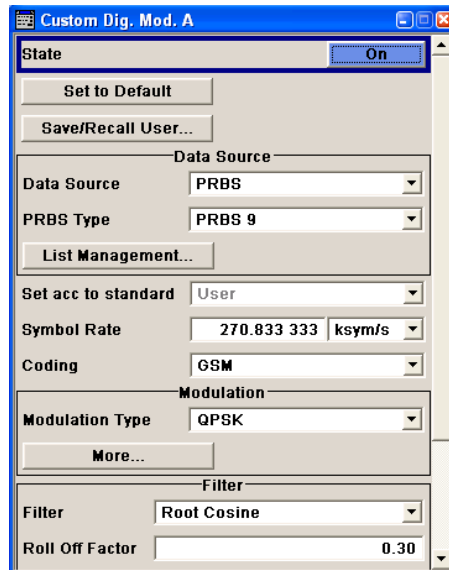 Custom Dig. Mod. A
State On
Set to Default
Save/Recall User...
Data Source
Data Source PRBS
PRBS Type PRBS 9
List Management...
Set acc to standard User
Symbol Rate 270.833 333 ksym/s
Coding GSM
Modulation
Modulation Type QPSK
More...
Filter
Filter Root Cosine
Roll Off Factor 0.30